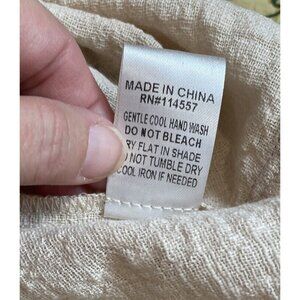 MADE IN CHINA
RN#114557
GENTLE COOL HAND WASH
DO NOT BLEACH
RY FLAT IN SHADE
O NOT TUMBLE DRY
COOL IRON IF NEEDED